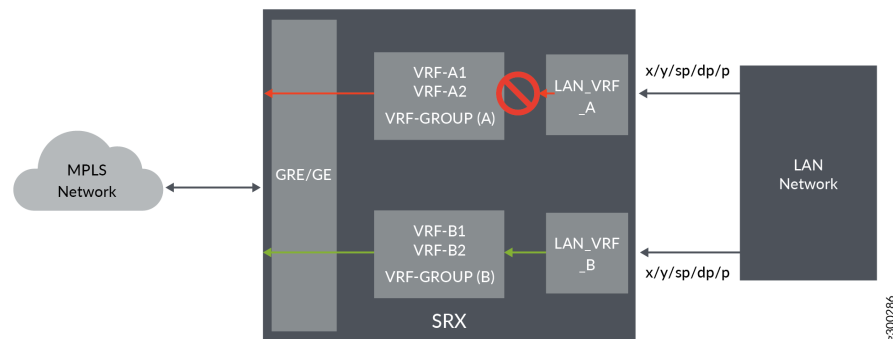 MPLS
Network
GRE/GE
VRF-A1
VRF-A2
VRF-GROUP (A)
LAN_VRF
_A
x/y/sp/dp/p
VRF-B1
VRF-B2
VRF-GROUP (B)
LAN_VRF
_B
x/y/sp/dp/p
LAN
Network
SRX
g300286